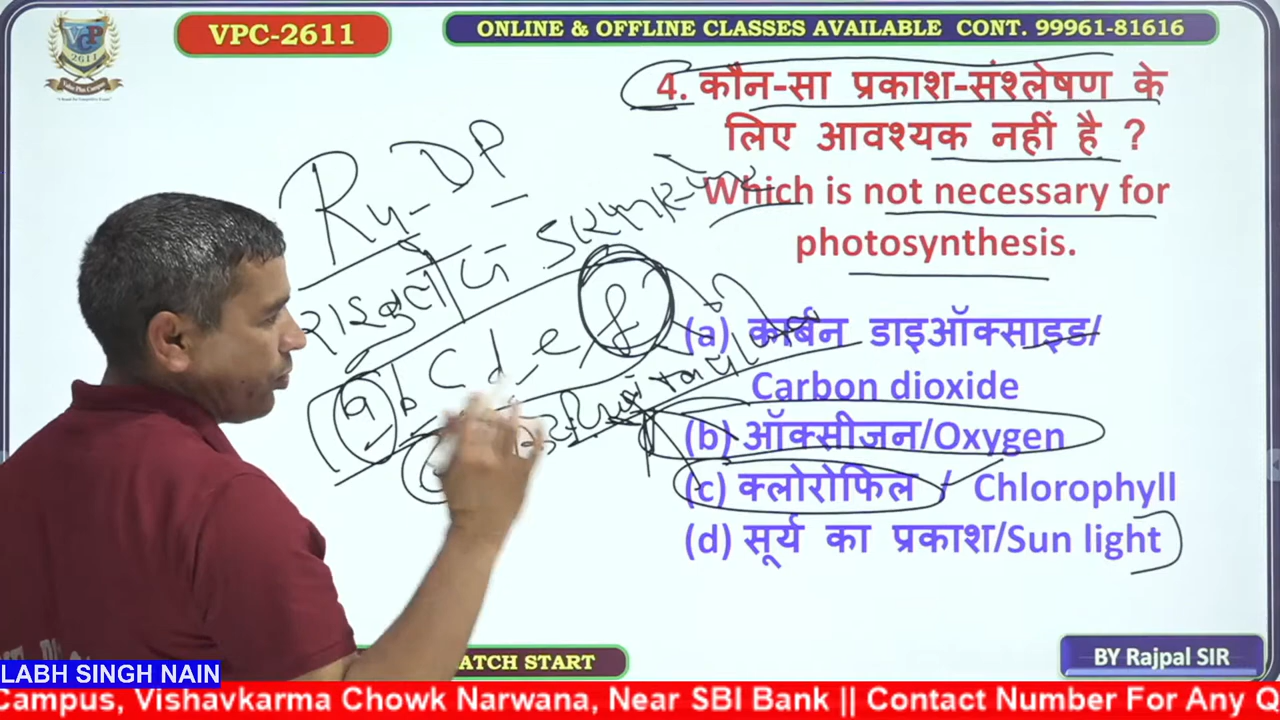 VPC-2611
ONLINE & OFFLINE CLASSES AVAILABLE CONT. 99961-81616
VCP
2611
4. कौन-सा प्रकाश-संश्लेषण के
लिए आवश्यक नहीं है ?
Which is not necessary for
photosynthesis.
(a) कार्बन डाइऑक्साइड/
Carbon dioxide
(b) ऑक्सीजन/Oxygen
(c) क्लोरोफिल / Chlorophyll
(d) सूर्य का प्रकाश/Sun light
a b c d e f
ATCH START
BY Rajpal SIR
LABH SINGH NAIN
Campus, Vishavkarma Chowk Narwana, Near SBI Bank || Contact Number For Any Q